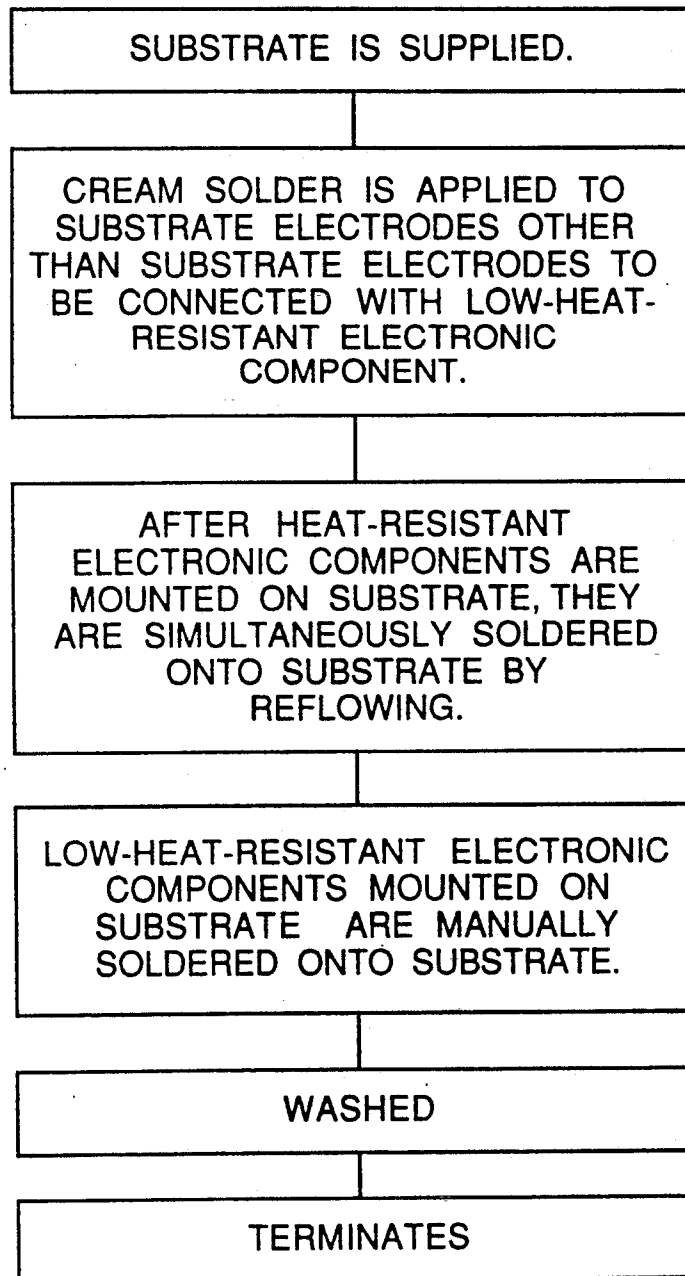 SUBSTRATE IS SUPPLIED.
CREAM SOLDER IS APPLIED TO
SUBSTRATE ELECTRODES OTHER
THAN SUBSTRATE ELECTRODES TO
BE CONNECTED WITH LOW-HEAT-
RESISTANT ELECTRONIC
COMPONENT.
AFTER HEAT-RESISTANT
ELECTRONIC COMPONENTS ARE
MOUNTED ON SUBSTRATE, THEY
ARE SIMULTANEOUSLY SOLDERED
ONTO SUBSTRATE BY
REFLOWING.
LOW-HEAT-RESISTANT ELECTRONIC
COMPONENTS MOUNTED ON
SUBSTRATE ARE MANUALLY
SOLDERED ONTO SUBSTRATE.
WASHED
TERMINATES